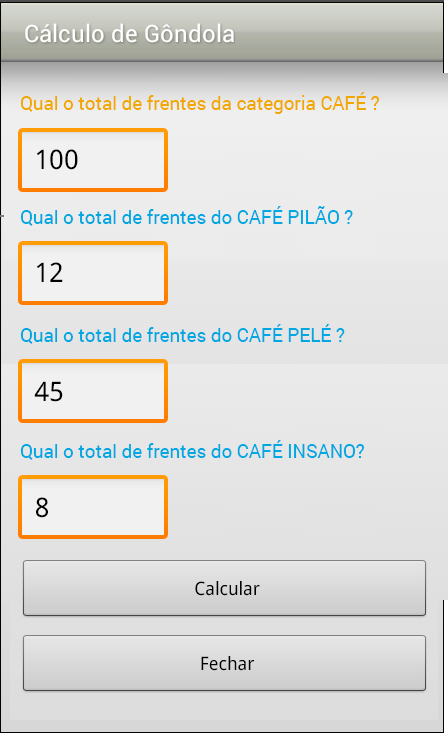 Cálculo de Gôndola
Qual o total de frentes da categoria CAFÉ ?
100
Qual o total de frentes do CAFÉ PILÃO ?
12
Qual o total de frentes do CAFÉ PELÉ ?
45
Qual o total de frentes do CAFÉ INSANO?
8
Calcular
Fechar